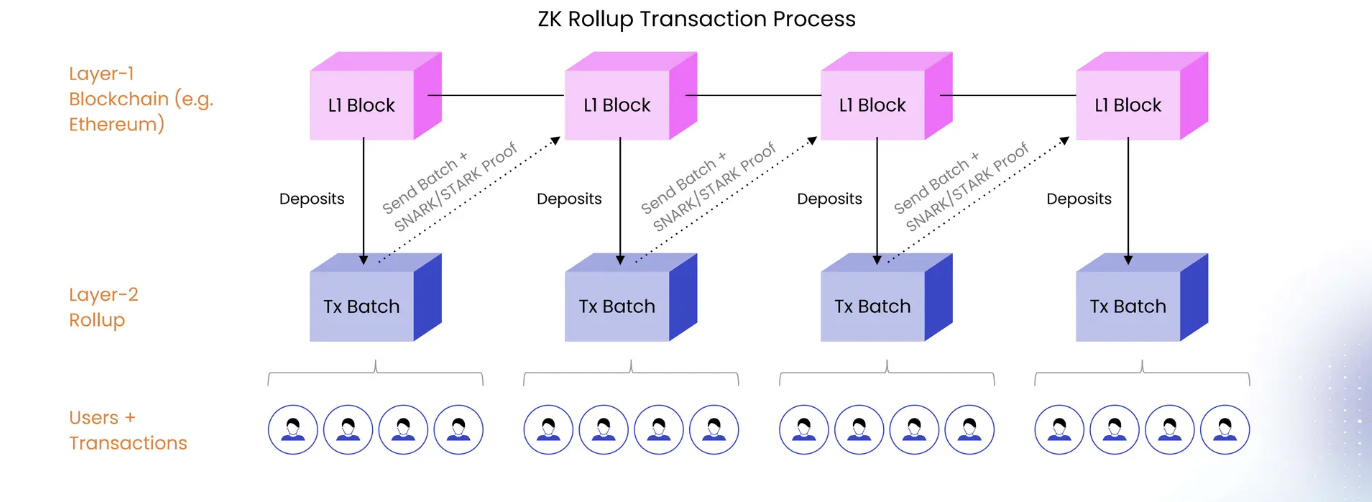 ZK Rollup Transaction Process
Layer-1
Blockchain (e.g.
Ethereum)
L1 Block
L1 Block
L1 Block
L1 Block
Deposits
Send Batch +
SNARK/STARK Proof
Deposits
Send Batch +
SNARK/STARK Proof
Deposits
Send Batch +
SNARK/STARK Proof
Deposits
Layer-2
Rollup
Tx Batch
Tx Batch
Tx Batch
Tx Batch
Users +
Transactions